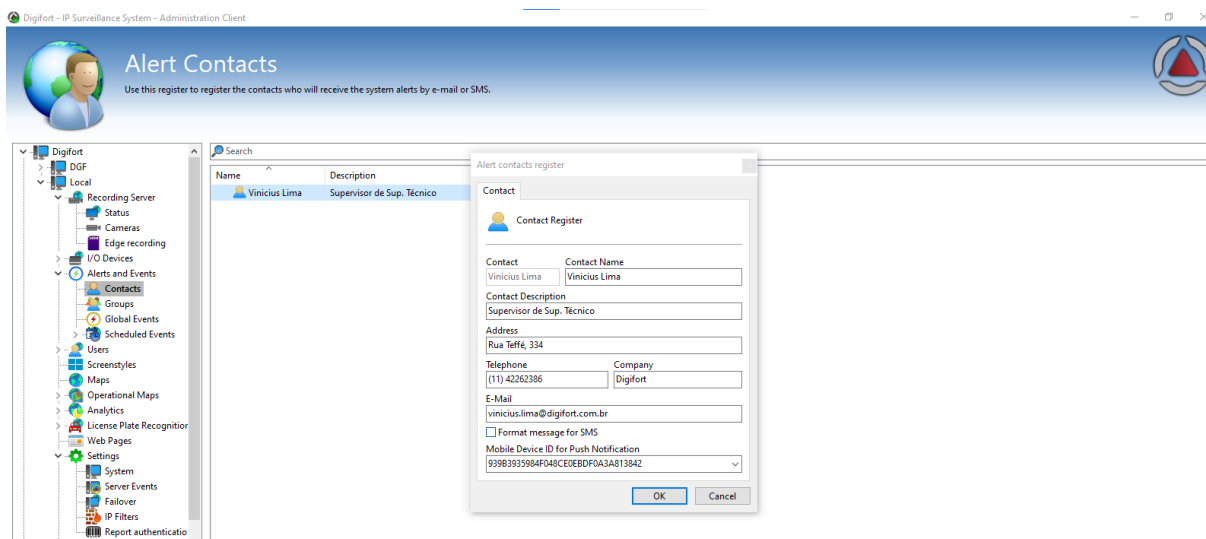 Digifort - IP Surveillance System - Administration Client
Alert Contacts
Use this register to register the contacts who will receive the system alerts by e-mail or SMS.
Digifort
DGF
Local
Recording Server
Status
Cameras
Edge recording
I/O Devices
Alerts and Events
Contacts
Groups
Global Events
Scheduled Events
Users
Screenstyles
Maps
Operational Maps
Analytics
License Plate Recognitior
Web Pages
Settings
System
Server Events
Failover
IP Filters
Report authenticatio
Search
Name Description
Vinicius Lima Supervisor de Sup. Técnico
Alert contacts register
Contact
Contact Register
Contact Contact Name
Vinicius Lima Vinicius Lima
Contact Description
Supervisor de Sup. Técnico
Address
Rua Teffé, 334
Telephone Company
(11) 42262386 Digifort
E-Mail
vinicius.lima@digifort.com.br
Format message for SMS
Mobile Device ID for Push Notification
939B3935984F048CE0EBDF0A3A813842
OK Cancel